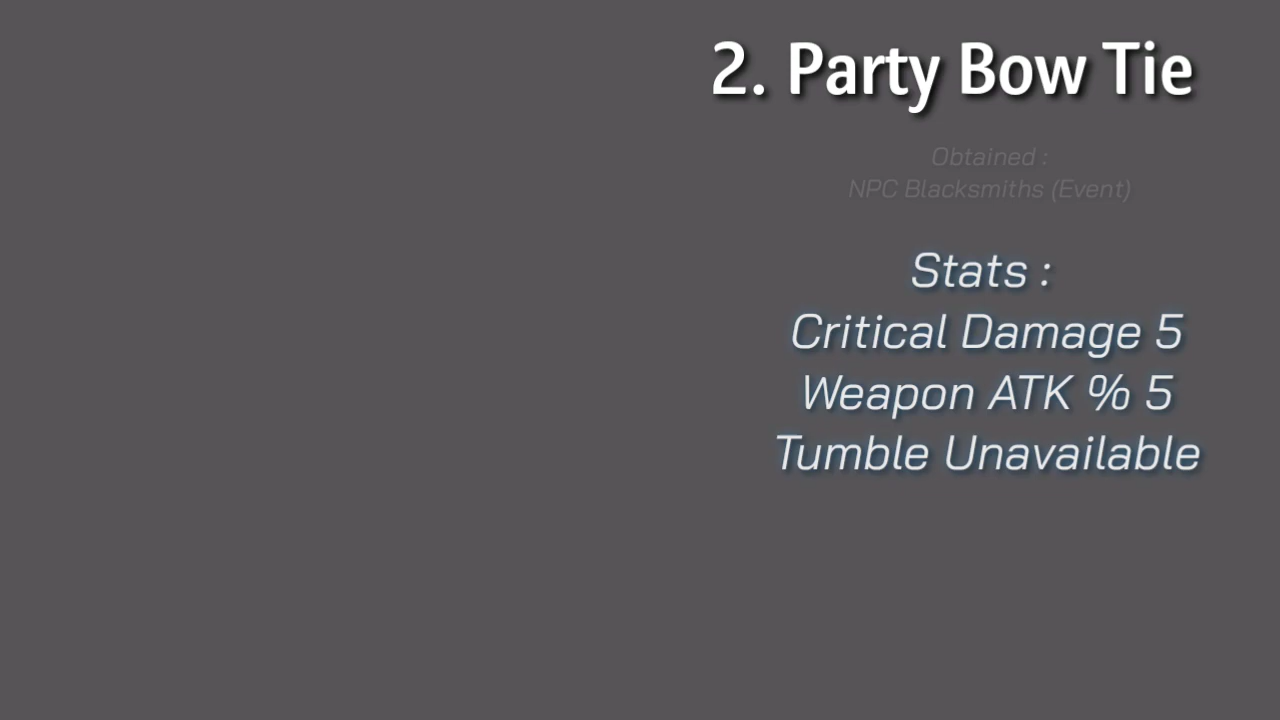 2. Party Bow Tie
Obtained :
NPC Blacksmiths (Event)
Stats :
Critical Damage 5
Weapon ATK % 5
Tumble Unavailable